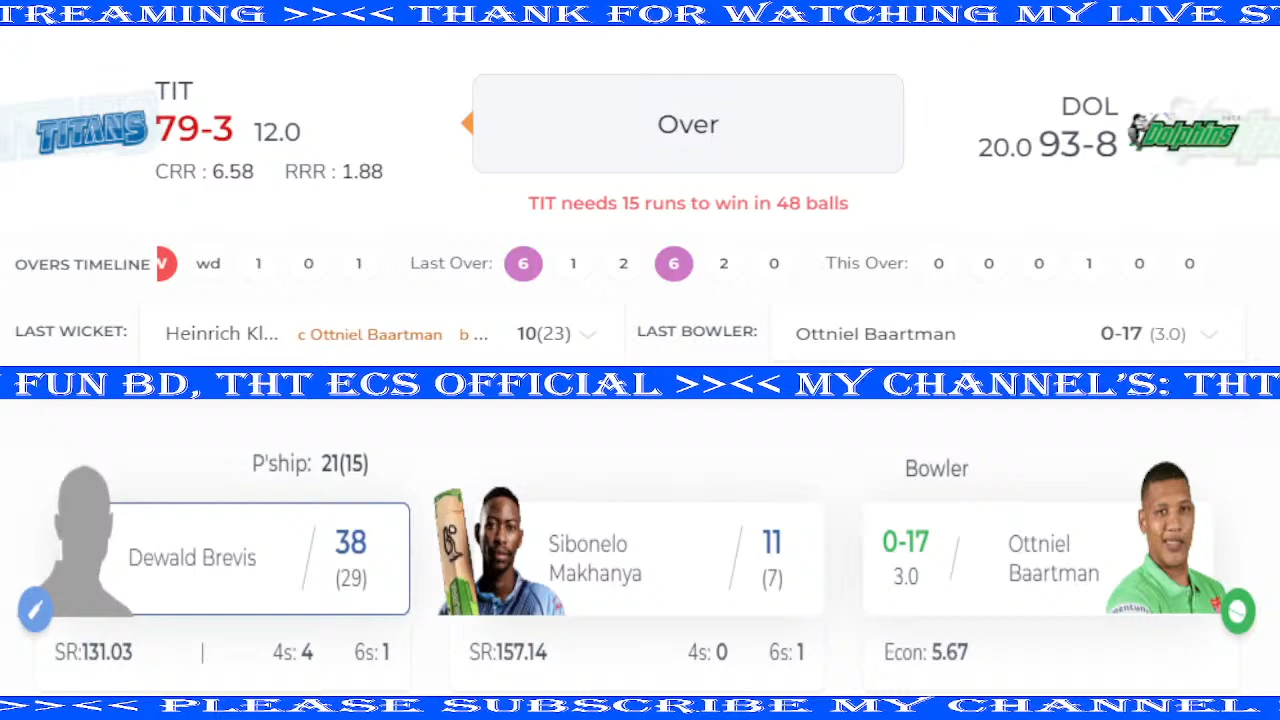 TREAMING >><< THANK FOR WATCHING MY LIVE ST
TIT
79-3 12.0
CRR : 6.58 RRR : 1.88
TITANS
Over
DOL
20.0 93-8
Dolphins
TIT needs 15 runs to win in 48 balls
OVERS TIMELINE W wd 1 0 1 Last Over: 6 1 2 6 2 0 This Over: 0 0 0 1 0 0
LAST WICKET: Heinrich Kl... c Ottniel Baartman b ... 10(23) LAST BOWLER: Ottniel Baartman 0-17 (3.0)
FUN BD, THT ECS OFFICIAL >><< MY CHANNEL'S: THT
P'ship: 21(15)
Bowler
Dewald Brevis / 38 (29)
Sibonelo Makhanya / 11 (7)
0-17 3.0 / Ottniel Baartman
SR:131.03 | 4s: 4 6s: 1
SR:157.14 4s: 0 6s: 1
Econ: 5.67
>><< PLEASE SUBSCRIBE MY CHANNEL